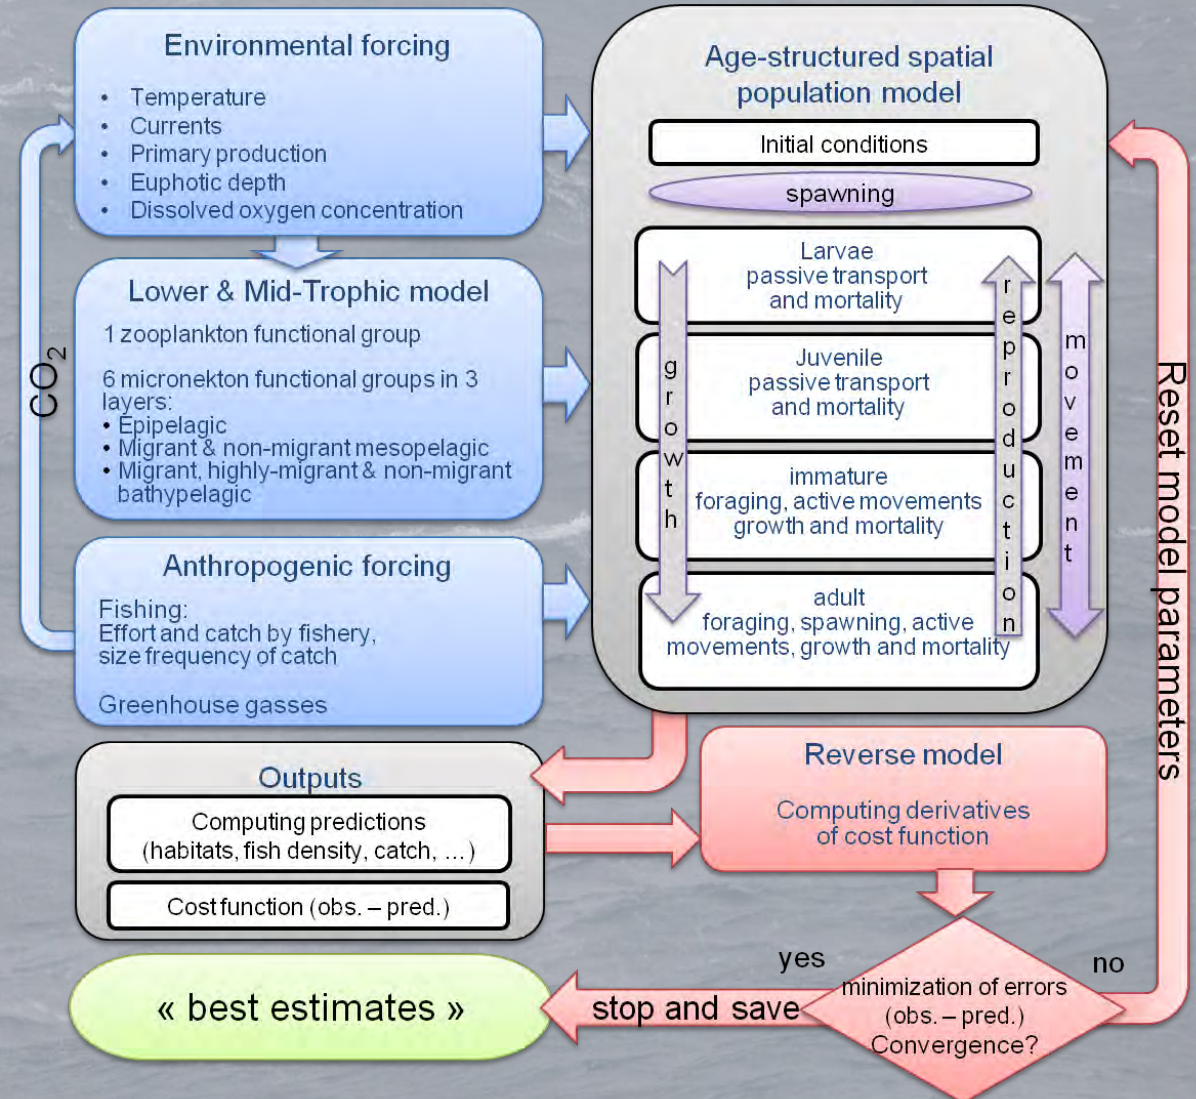 Environmental forcing
• Temperature
• Currents
• Primary production
• Euphotic depth
• Dissolved oxygen concentration
CO₂
Lower & Mid-Trophic model
1 zooplankton functional group
6 micronekton functional groups in 3
layers:
• Epipelagic
• Migrant & non-migrant mesopelagic
• Migrant, highly-migrant & non-migrant
bathypelagic
Anthropogenic forcing
Fishing:
Effort and catch by fishery,
size frequency of catch
Greenhouse gasses
Age-structured spatial
population model
Initial conditions
spawning
Larvae
passive transport
and mortality
Juvenile
passive transport
and mortality
immature
foraging, active movements
growth and mortality
adult
foraging, spawning, active
movements, growth and mortality
growth
reproduction
movement
Reset model parameters
Outputs
Computing predictions
(habitats, fish density, catch, ...)
Cost function (obs. – pred.)
Reverse model
Computing derivatives
of cost function
yes
no
minimization of errors
(obs. – pred.)
Convergence?
stop and save
« best estimates »